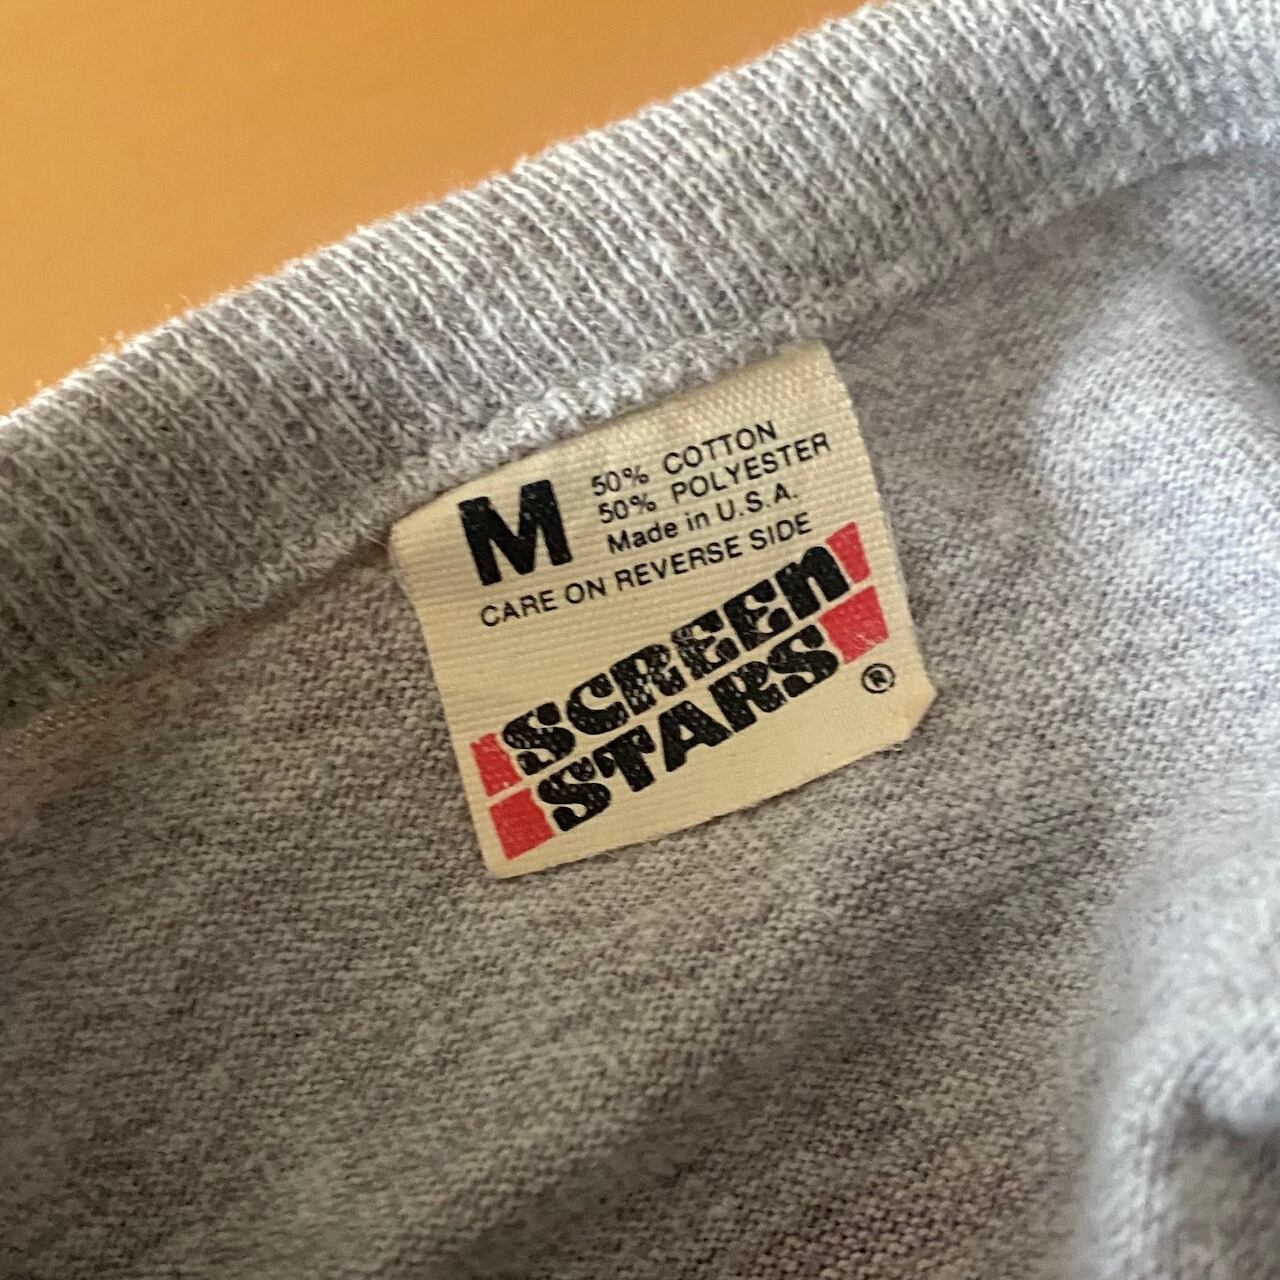 M
50% COTTON
50% POLYESTER
Made in U.S.A.
CARE ON REVERSE SIDE
SCREEn
STARS
®